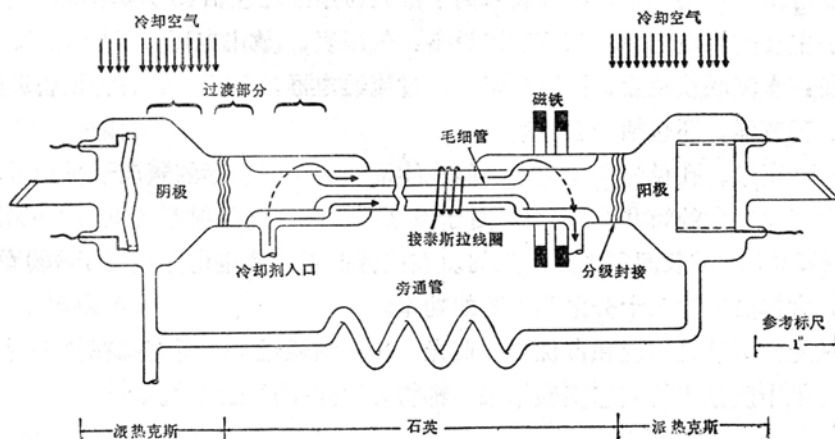 冷却空气
冷却空气
过渡部分
磁铁
毛细管
阴极
阳极
接泰斯拉线圈
冷却剂入口
分级封接
旁通管
参考标尺
1"
派热克斯
石英
派热克斯